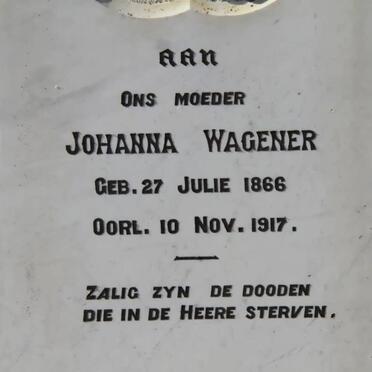 AAN
ONS MOEDER
JOHANNA WAGENER
GEB. 27 JULIE 1866
OORL. 10 NOV. 1917.
ZALIG ZYN DE DOODEN
DIE IN DE HEERE STERVEN.